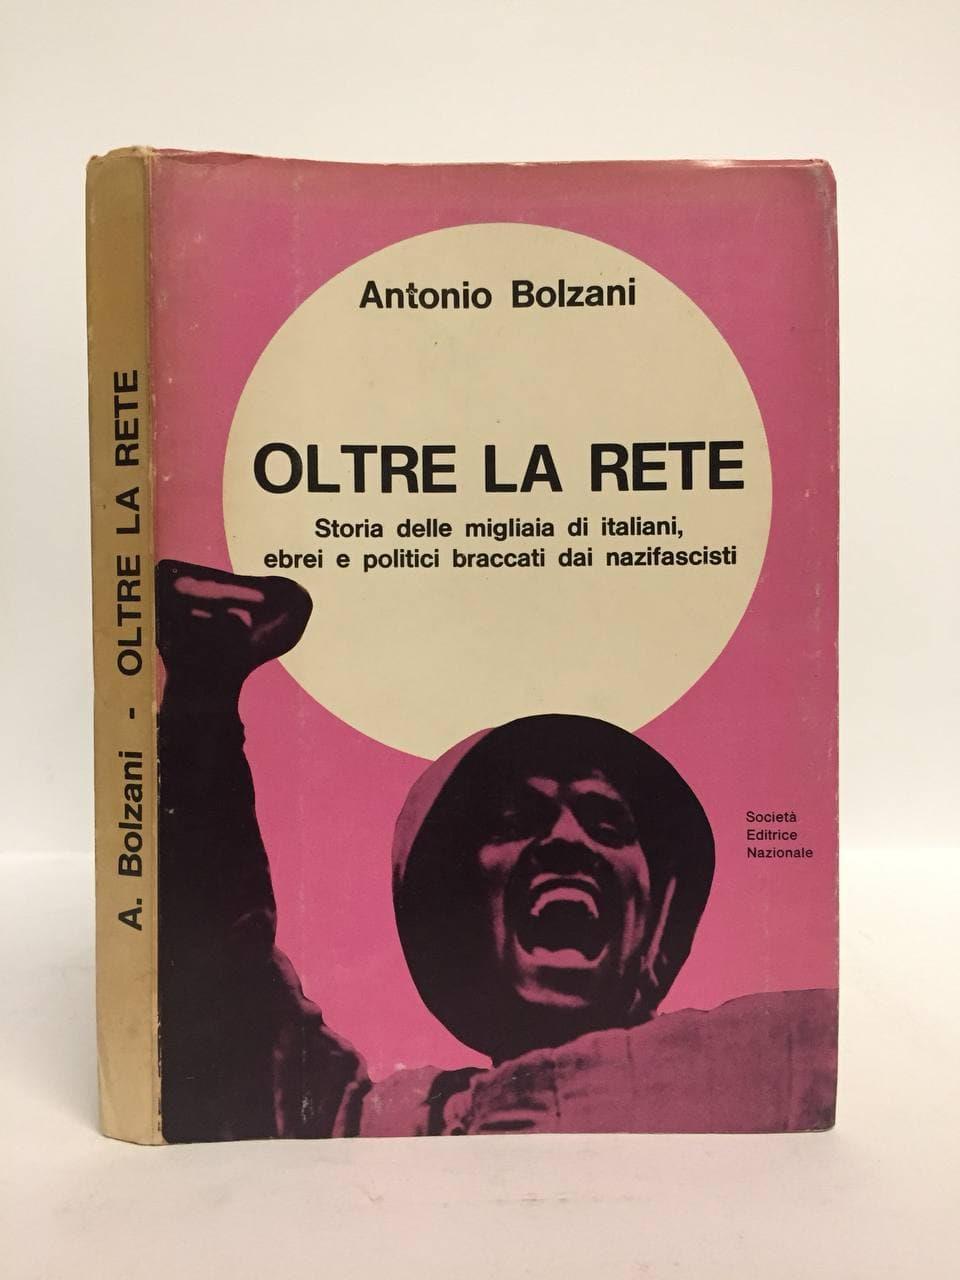 A. Bolzani - OLTRE LA RETE
Antonio Bolzani
OLTRE LA RETE
Storia delle migliaia di italiani,
ebrei e politici braccati dai nazifascisti
Società
Editrice
Nazionale